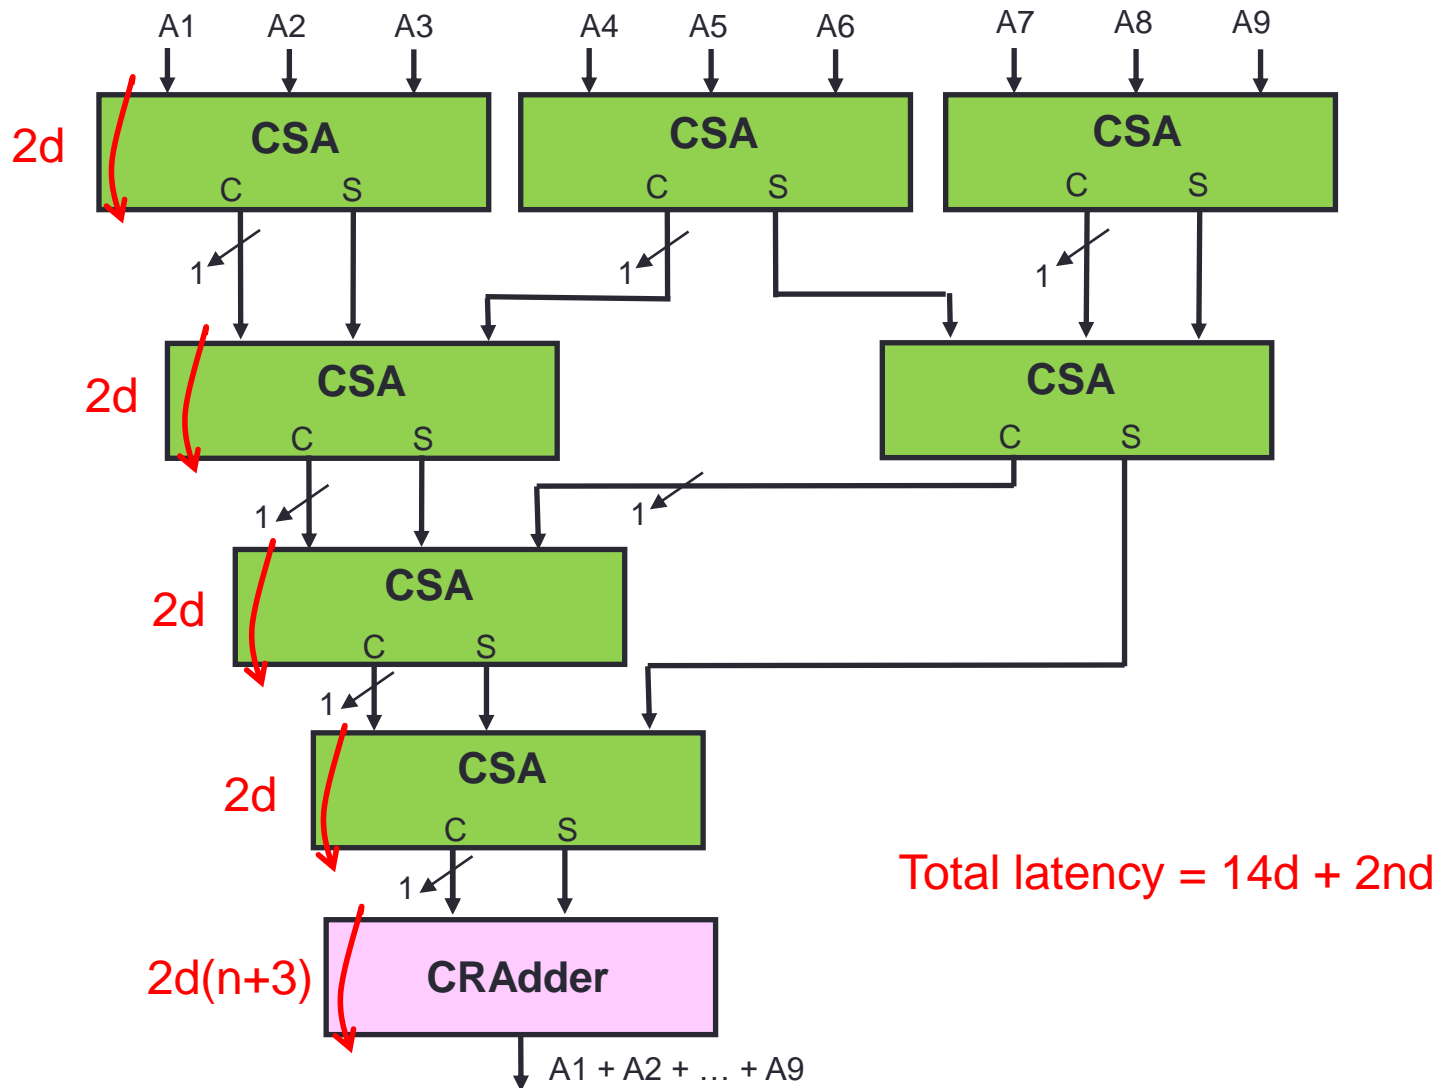 A1 A2 A3 A4 A5 A6 A7 A8 A9
2d CSA CSA CSA
C S C S C S
1 1 1
2d CSA CSA
C S C S
1 1
2d CSA
C S
1
2d CSA
C S
1
Total latency = 14d + 2nd
2d(n+3) CRAdder
A1 + A2 + … + A9